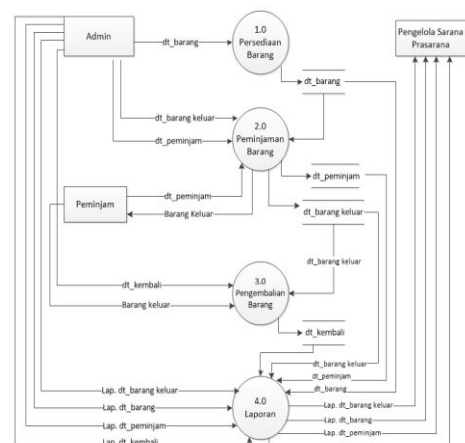 Admin
dt_barang
1.0
Persediaan
Barang
Pengelola Sarana
Prasarana
dt_barang
dt_barang keluar
dt_peminjam
2.0
Peminjaman
Barang
dt_peminjam
Peminjam
dt_peminjam
Barang Keluar
dt_barang keluar
dt_barang keluar
dt_kembali
Barang keluar
3.0
Pengembalian
Barang
dt_kembali
dt_barang keluar
dt_peminjam
dt_barang
Lap. dt_barang keluar
Lap. dt_barang
Lap. dt_peminjam
Lap. dt_kembali
4.0
Laporan
Lap. dt_barang keluar
Lap. dt_barang
Lap. dt_peminjam